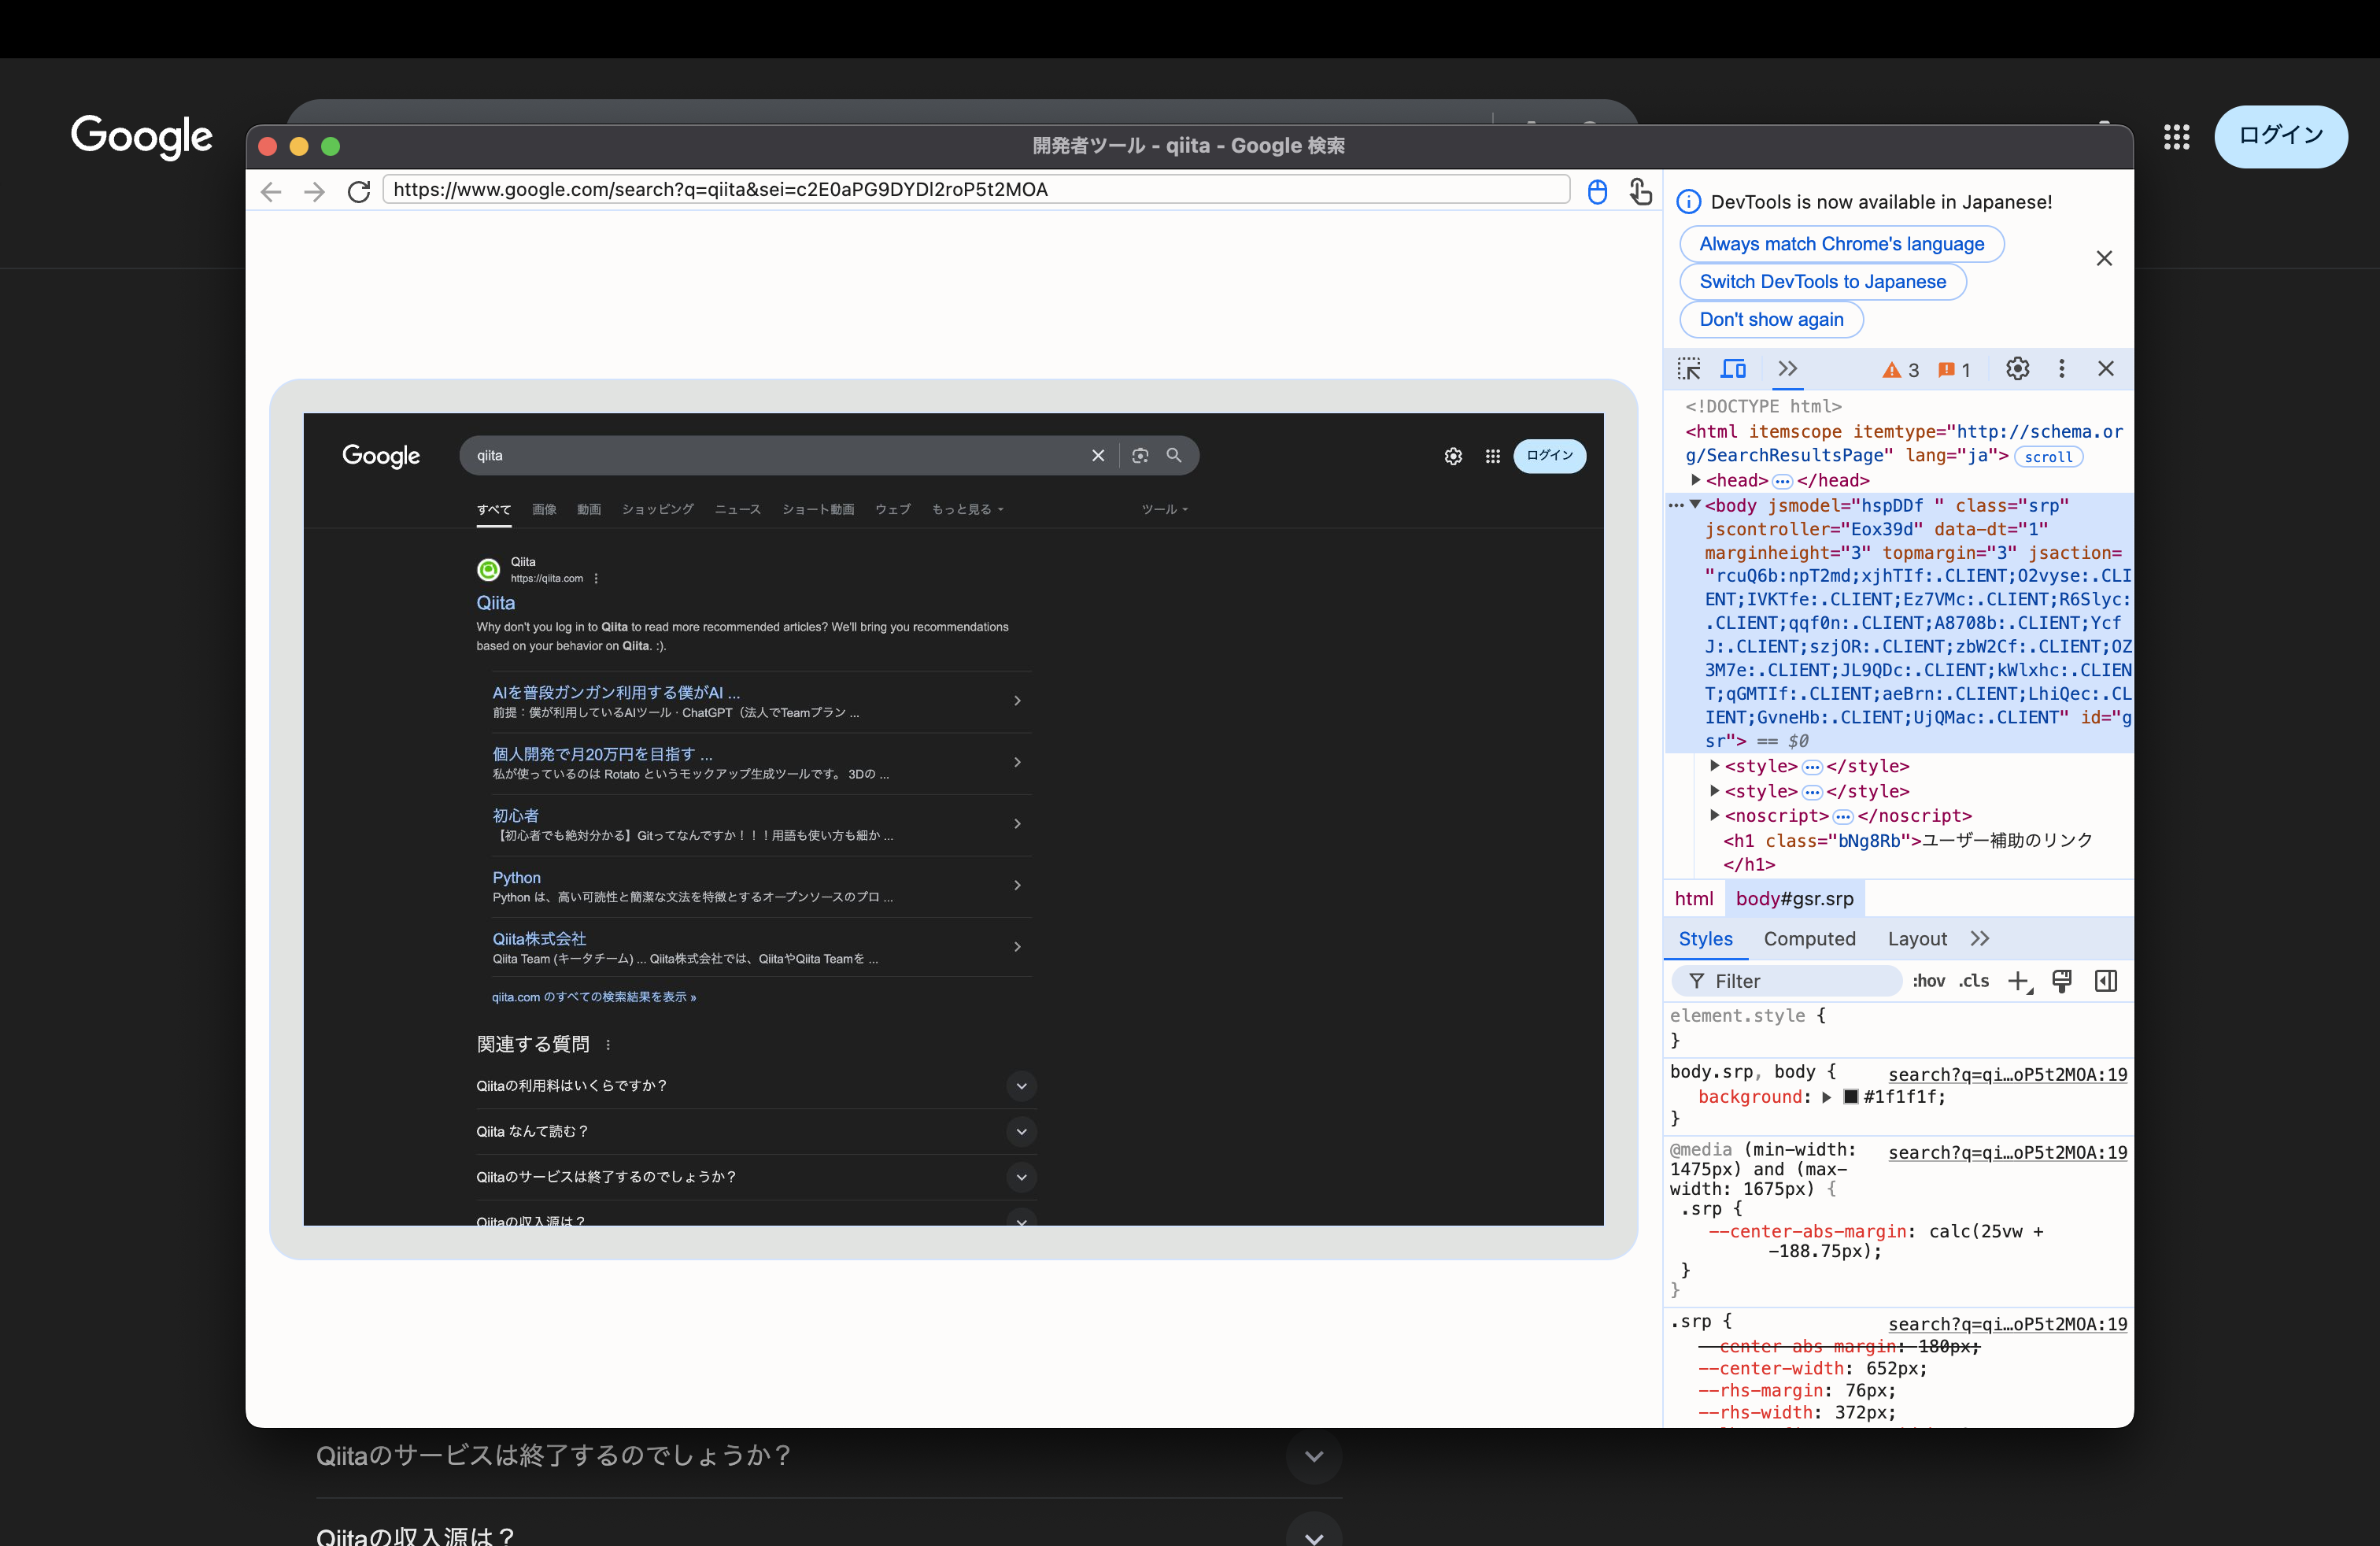 Google
ログイン
開発者ツール - qiita - Google 検索
https://www.google.com/search?q=qiita&sei=c2E0aPG9DYDl2roP5t2MOA
Google
qiita
ログイン
すべて 画像 動画 ショッピング ニュース ショート動画 ウェブ もっと見る ツール
Qiita
https://qiita.com
Qiita
Why don't you log in to Qiita to read more recommended articles? We'll bring you recommendations
based on your behavior on Qiita. :).
AIを普段ガンガン利用する僕がAI ...
前提：僕が利用しているAIツール · ChatGPT（法人でTeamプラン ...
個人開発で月20万円を目指す ...
私が使っているのは Rotato というモックアップ生成ツールです。 3Dの ...
初心者
【初心者でも絶対分かる】Gitってなんですか！！！用語も使い方も細か ...
Python
Python は、高い可読性と簡潔な文法を特徴とするオープンソースのプロ ...
Qiita株式会社
Qiita Team (キータチーム) ... Qiita株式会社では、QiitaやQiita Teamを ...
qiita.com のすべての検索結果を表示 »
関連する質問
Qiitaの利用料はいくらですか？
Qiita なんて読む？
Qiitaのサービスは終了するのでしょうか？
Qiitaの収入源は？
DevTools is now available in Japanese!
Always match Chrome's language
Switch DevTools to Japanese
Don't show again
3 1
<!DOCTYPE html>
<html itemscope itemtype="http://schema.or
g/SearchResultsPage" lang="ja"> scroll
<head> ··· </head>
··· <body jsmodel="hspDDf " class="srp"
jscontroller="Eox39d" data-dt="1"
marginheight="3" topmargin="3" jsaction=
"rcuQ6b:npT2md;xjhTIf:.CLIENT;O2vyse:.CLI
ENT;IVKTfe:.CLIENT;Ez7VMc:.CLIENT;R6Slyc:
.CLIENT;qqf0n:.CLIENT;A8708b:.CLIENT;Ycf
J:.CLIENT;szjOR:.CLIENT;zbW2Cf:.CLIENT;OZ
3M7e:.CLIENT;JL9QDc:.CLIENT;kWlxhc:.CLIEN
T;qGMTIf:.CLIENT;aeBrn:.CLIENT;LhiQec:.CL
IENT;GvneHb:.CLIENT;UjQMac:.CLIENT" id="g
sr"> == $0
<style> ··· </style>
<style> ··· </style>
<noscript> ··· </noscript>
<h1 class="bNg8Rb">ユーザー補助のリンク
</h1>
html body#gsr.srp
Styles Computed Layout
Filter :hov .cls
element.style {
}
body.srp, body { search?q=qi…oP5t2MOA:19
background: #1f1f1f;
}
@media (min-width: search?q=qi…oP5t2MOA:19
1475px) and (max-
width: 1675px) {
.srp {
--center-abs-margin: calc(25vw +
-188.75px);
}
}
.srp { search?q=qi…oP5t2MOA:19
--center-abs-margin: 180px;
--center-width: 652px;
--rhs-margin: 76px;
--rhs-width: 372px;
Qiitaのサービスは終了するのでしょうか？
Qiitaの収入源は？